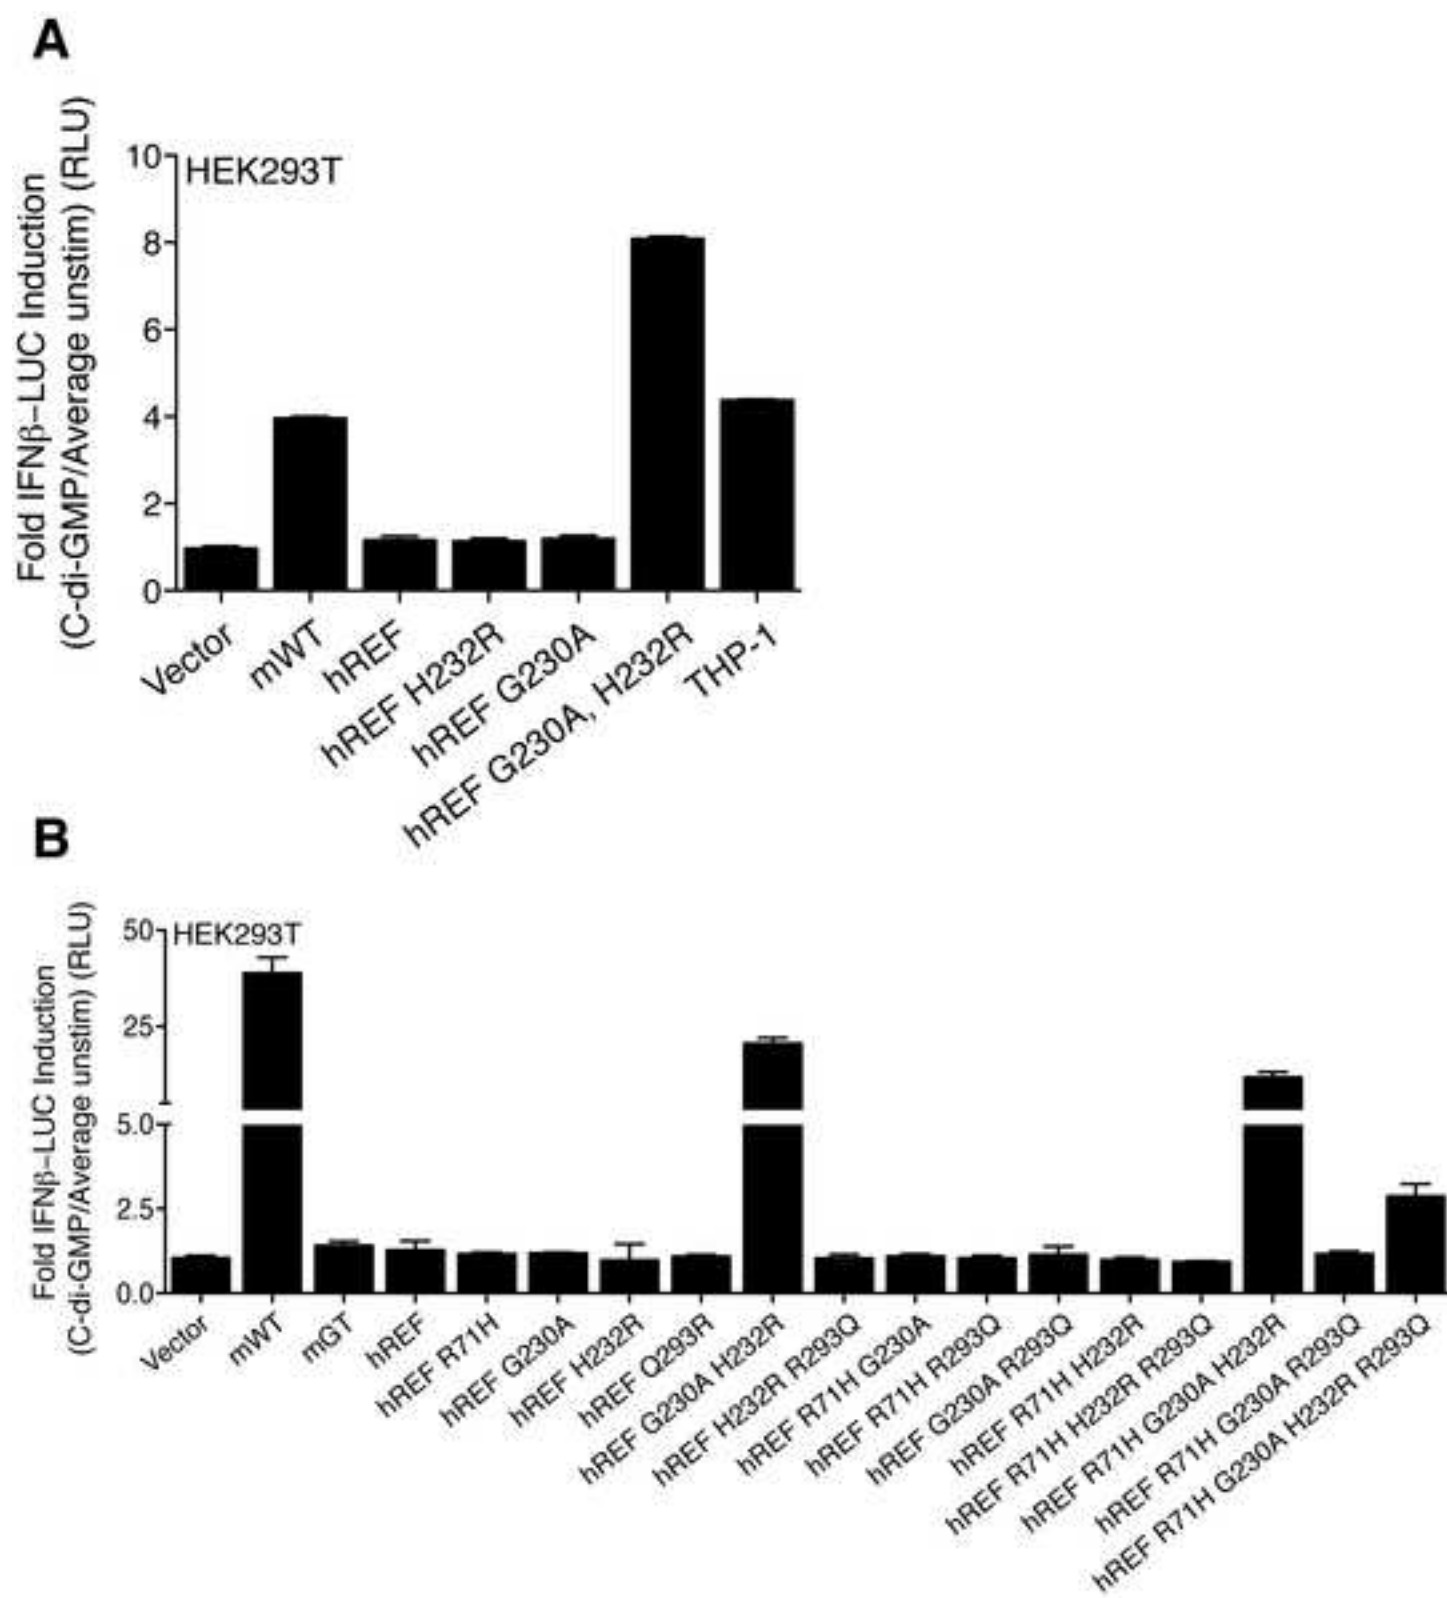 A
Fold IFNβ–LUC Induction
(C-di-GMP/Average unstim) (RLU)
HEK293T
10
8
6
4
2
0
Vector
mWT
hREF
hREF H232R
hREF G230A
hREF G230A, H232R
THP-1
B
Fold IFNβ–LUC Induction
(C-di-GMP/Average unstim) (RLU)
HEK293T
50
25
5.0
2.5
0.0
Vector
mWT
mGT
hREF
hREF R71H
hREF G230A
hREF H232R
hREF Q293R
hREF G230A H232R
hREF H232R R293Q
hREF R71H G230A
hREF R71H R293Q
hREF G230A R293Q
hREF R71H H232R
hREF R71H H232R R293Q
hREF R71H G230A H232R
hREF R71H G230A R293Q
hREF R71H G230A H232R R293Q